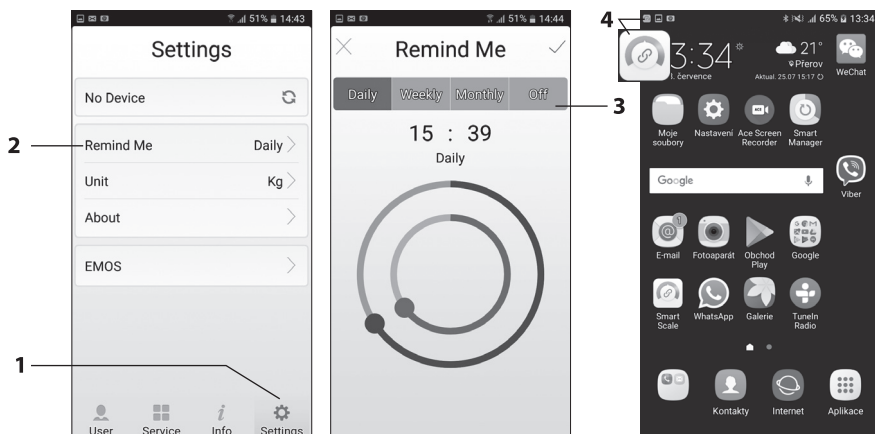 51% 14:43
Settings
No Device
Remind Me Daily
Unit Kg
About
EMOS
User Service Info Settings
2
1
51% 14:44
Remind Me
Daily Weekly Monthly Off
15 : 39
Daily
3
4
65% 13:34
3:34 21°
Přerov
července Aktual. 25.07 15:17
WeChat
Moje soubory
Nastavení
Ace Screen Recorder
Smart Manager
Google
Viber
1
E-mail
Fotoaparát
Obchod Play
Google
Smart Scale
WhatsApp
Galerie
TuneIn Radio
Kontakty
Internet
Aplikace